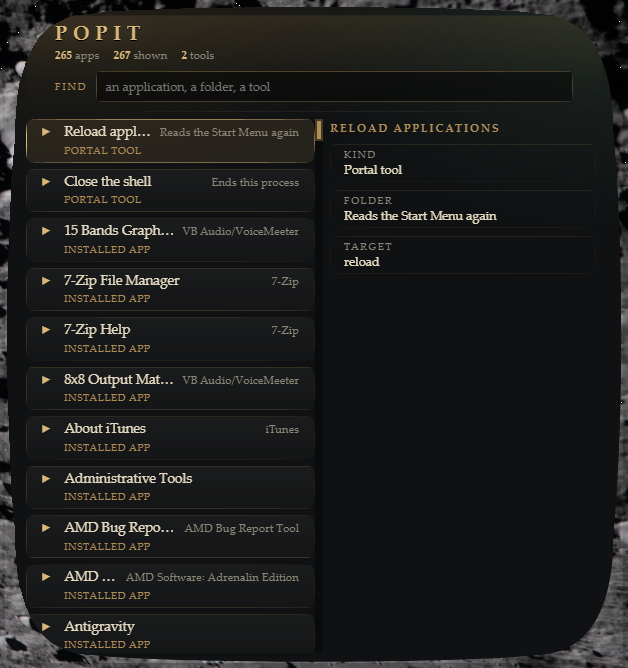 POPIT
265 apps 267 shown 2 tools
FIND an application, a folder, a tool
Reload appl... Reads the Start Menu again
PORTAL TOOL
Close the shell Ends this process
PORTAL TOOL
15 Bands Graph... VB Audio/VoiceMeeter
INSTALLED APP
7-Zip File Manager 7-Zip
INSTALLED APP
7-Zip Help 7-Zip
INSTALLED APP
8x8 Output Mat... VB Audio/VoiceMeeter
INSTALLED APP
About iTunes iTunes
INSTALLED APP
Administrative Tools
INSTALLED APP
AMD Bug Repo... AMD Bug Report Tool
INSTALLED APP
AMD ... AMD Software: Adrenalin Edition
INSTALLED APP
Antigravity
INSTALLED APP
RELOAD APPLICATIONS
KIND
Portal tool
FOLDER
Reads the Start Menu again
TARGET
reload